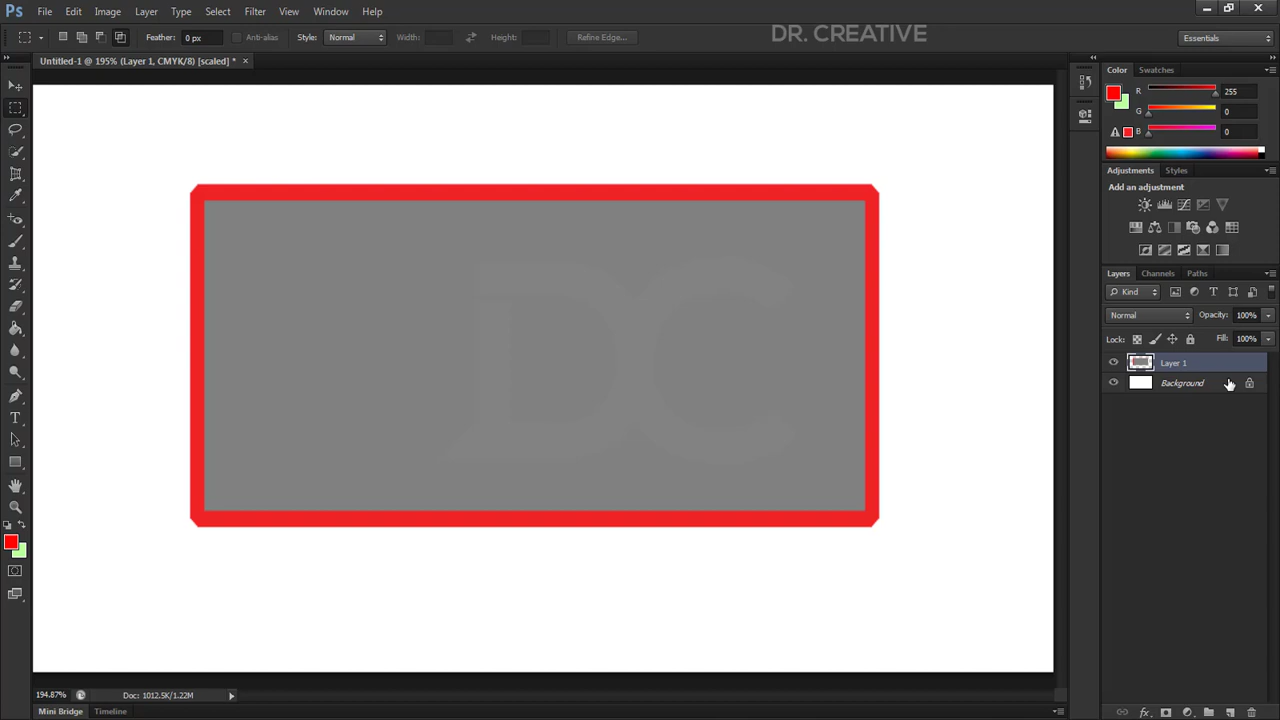 Ps File Edit Image Layer Type Select Filter View Window Help
Feather: 0 px Anti-alias Style: Normal Width: Height: Refine Edge... DR. CREATIVE Essentials
Untitled-1 @ 195% (Layer 1, CMYK/8) [scaled] * ×
Color Swatches
R 255
G 0
B 0
Adjustments Styles
Add an adjustment
Layers Channels Paths
Kind
Normal Opacity: 100%
Lock: Fill: 100%
Layer 1
Background
DC
194.87% Doc: 1012.5K/1.22M
Mini Bridge Timeline